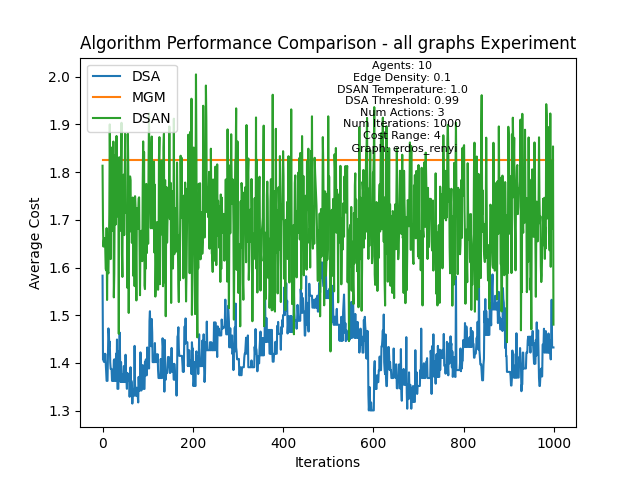 Algorithm Performance Comparison - all graphs Experiment
DSA
MGM
DSAN
Agents: 10
Edge Density: 0.1
DSAN Temperature: 1.0
DSA Threshold: 0.99
Num Actions: 3
Num Iterations: 1000
Cost Range: 4
Graph: erdos_renyi
Average Cost
2.0
1.9
1.8
1.7
1.6
1.5
1.4
1.3
0
200
400
600
800
1000
Iterations